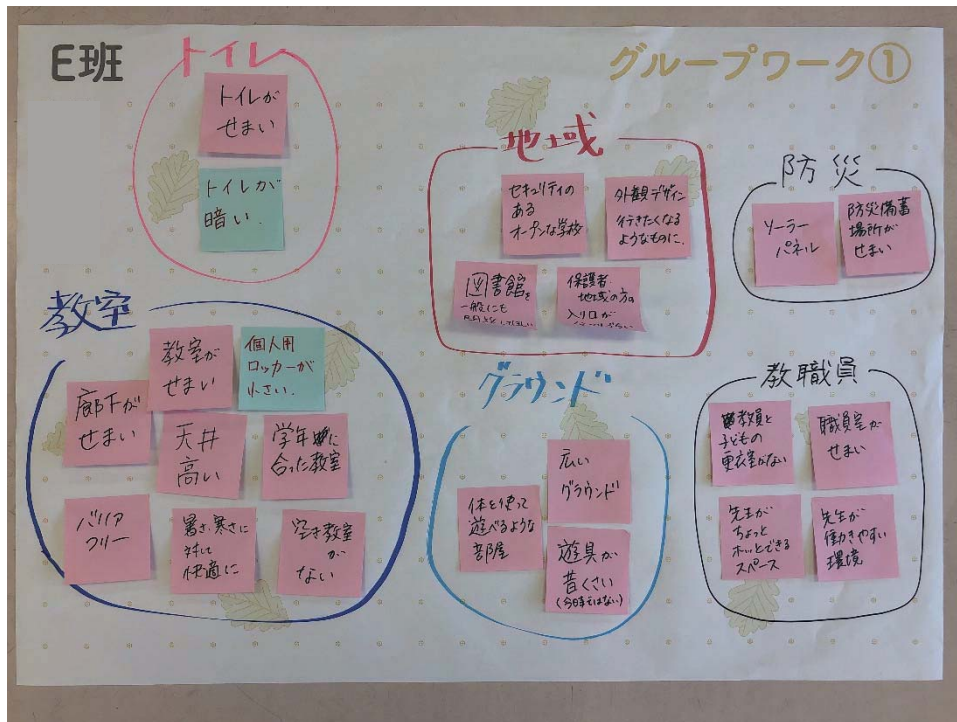 E班
グループワーク①
トイレ
トイレが
せまい
トイレが
暗い.
地域
セキュリティの
ある
オープンな学校
外観デザイン
行きたくなる
ようなものに.
図書館を
一般にも
保護者
地域の方の
入り口が
防災
ソーラー
パネル
防災備蓄
場所が
せまい
教室
教室が
せまい
個人用
ロッカーが
小さい.
廊下が
せまい
天井
高い
学年に
合った教室
バリア
フリー
暑さ、寒さに
対して
快適に
空き教室
が
ない
グラウンド
広い
グラウンド
体を使って
遊べるような
部屋
遊具が
昔くさい
(今時ではない)
教職員
教員と
子どもの
更衣室がない
職員室が
せまい
先生が
ちょっと
ホッとできる
スペース
先生が
働きやすい
環境